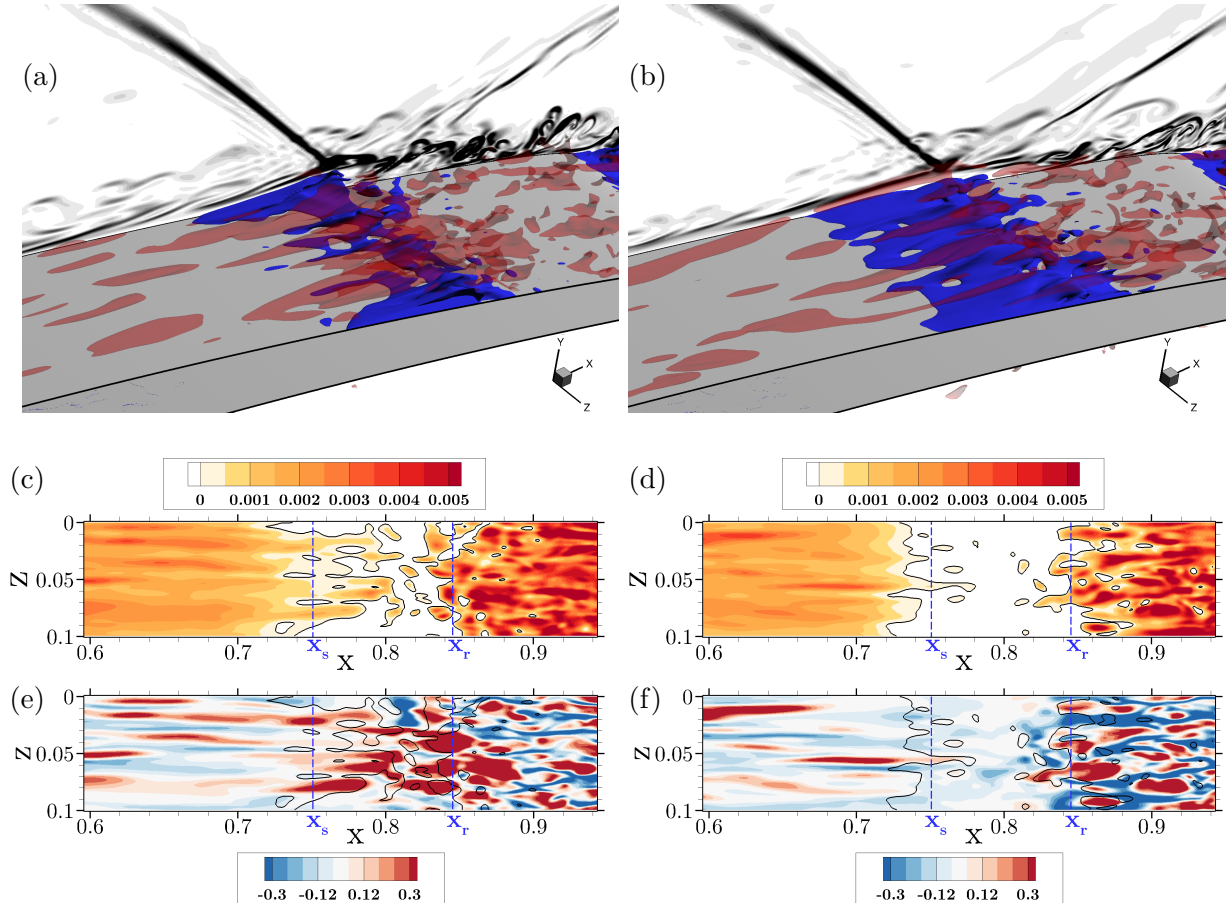 (a) (b)
Y X Z Y X Z
(c) (d)
0 0.001 0.002 0.003 0.004 0.005 0 0.001 0.002 0.003 0.004 0.005
0 0
Z 0.05 Z 0.05
0.1 0.1
0.6 0.7 xs 0.8 xr 0.9 0.6 0.7 xs 0.8 xr 0.9
X X
(e) (f)
0 0
Z 0.05 Z 0.05
0.1 0.1
0.6 0.7 xs 0.8 xr 0.9 0.6 0.7 xs 0.8 xr 0.9
X X
-0.3 -0.12 0.12 0.3 -0.3 -0.12 0.12 0.3